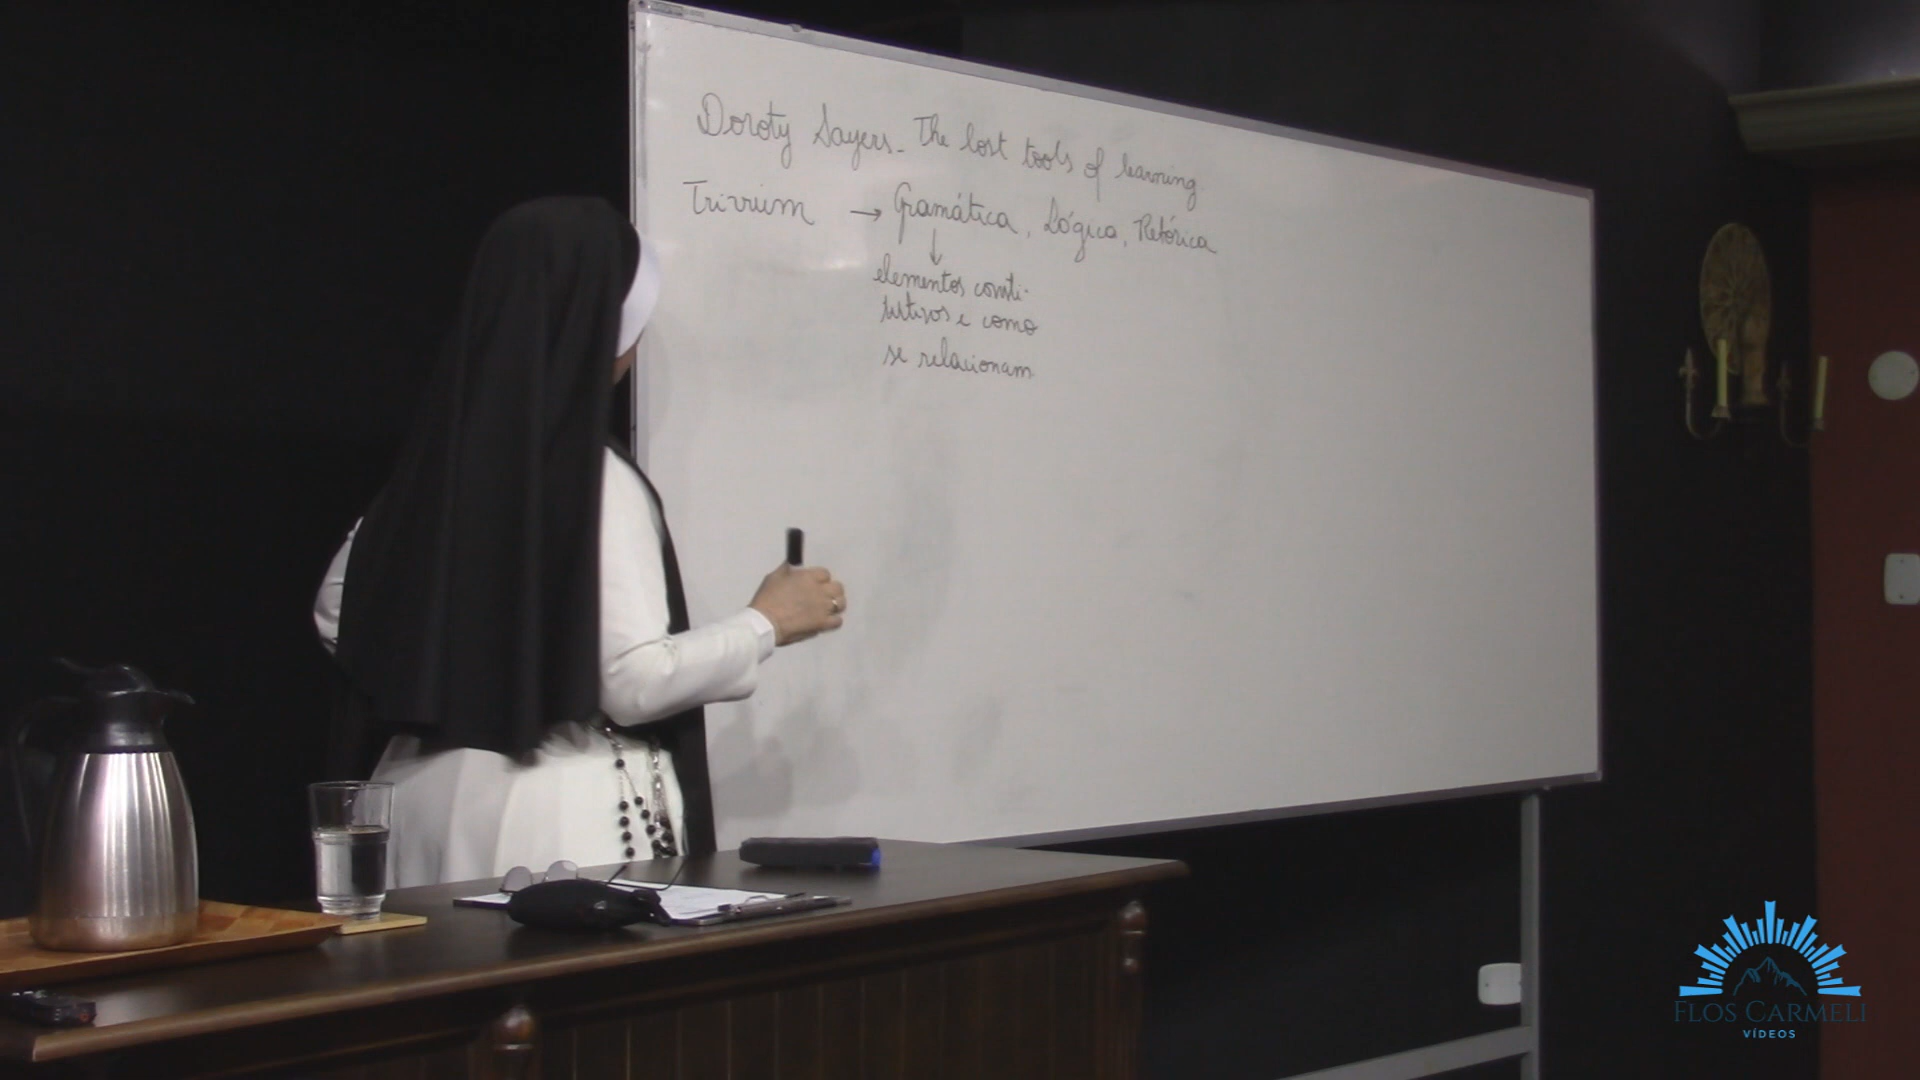 Doroty Sayers - The lost tools of learning
Trivium → Gramática, Lógica, Retórica
↓
elementos consti-
tutivos e como
se relacionam.
FLOS CARMELI
VÍDEOS